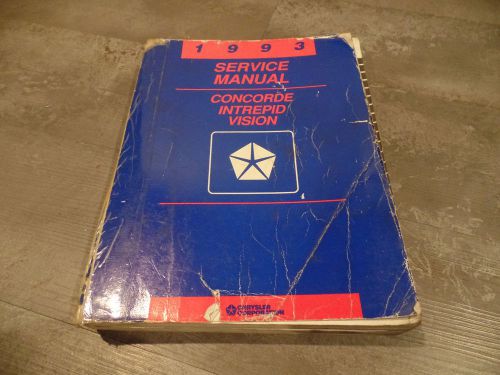 1993
SERVICE
MANUAL
CONCORDE
INTREPID
VISION
CHRYSLER
CORPORATION